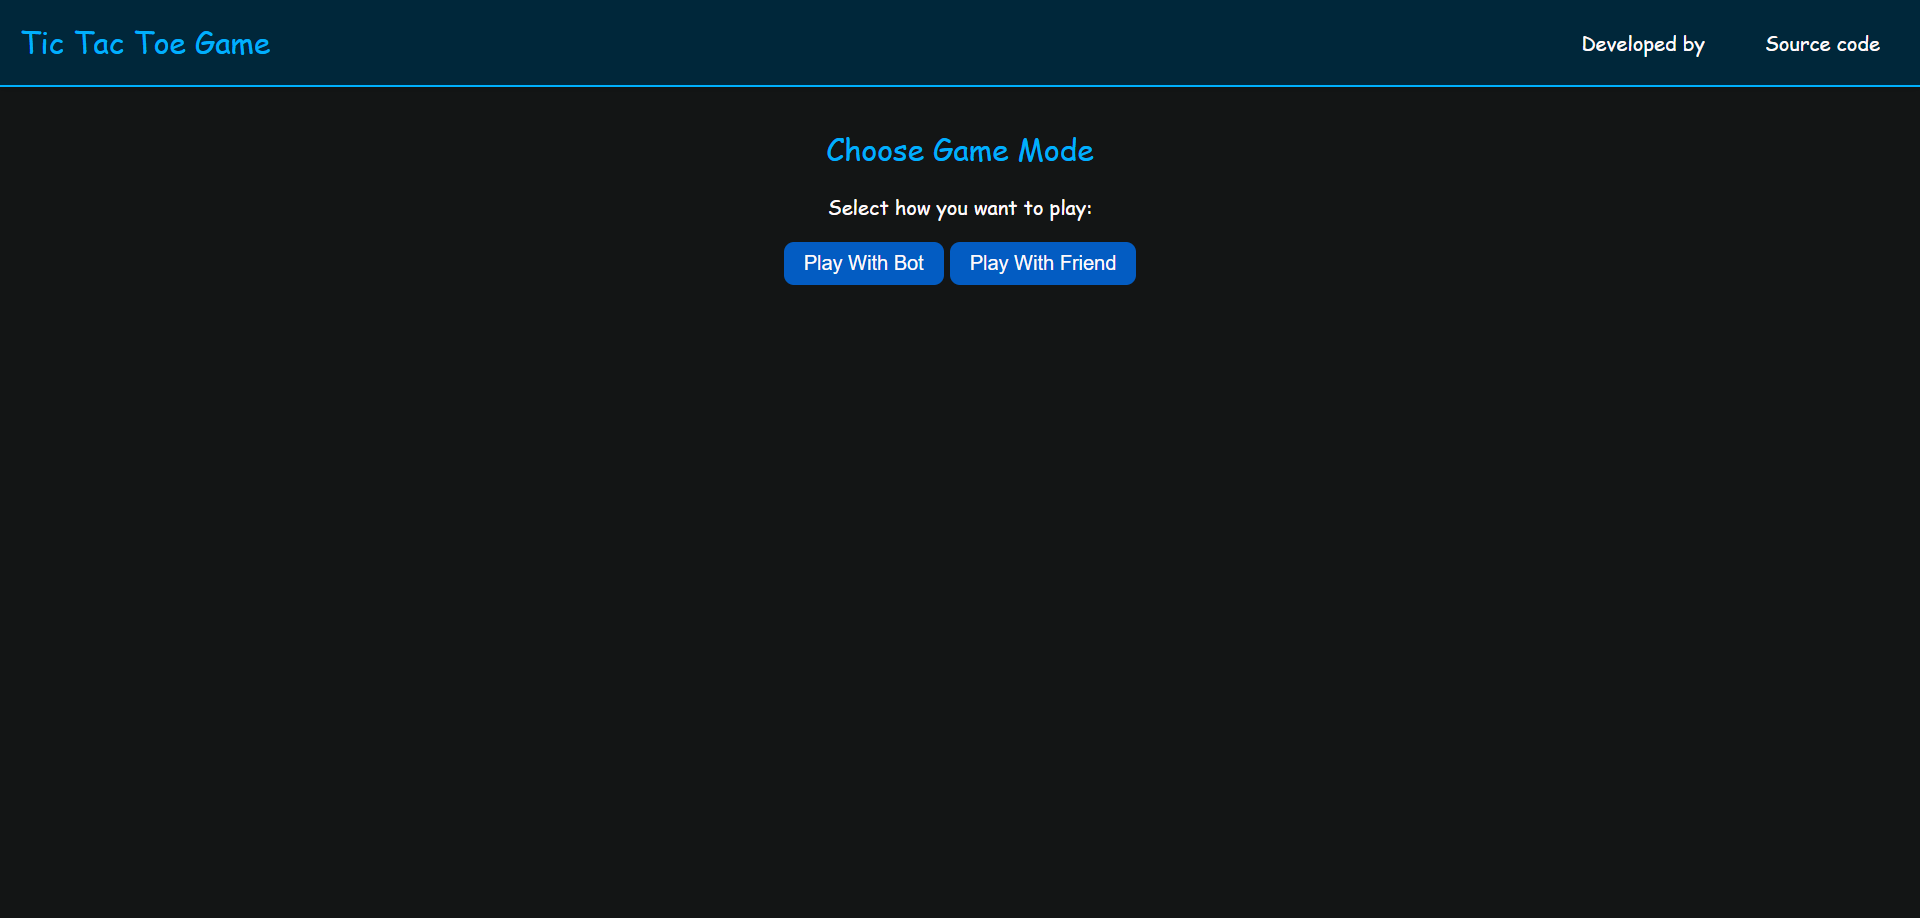 Tic Tac Toe Game
Developed by Source code
Choose Game Mode
Select how you want to play:
Play With Bot Play With Friend